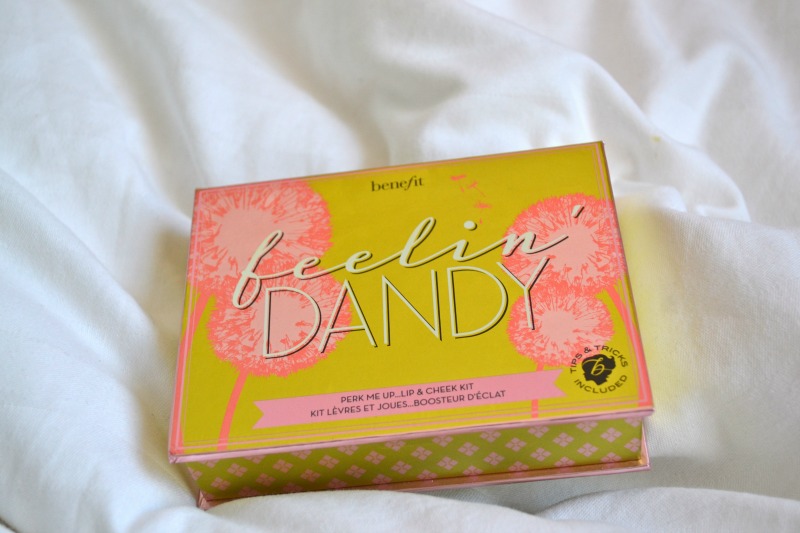 benefit
feelin'
DANDY
PERK ME UP...LIP & CHEEK KIT
KIT LÈVRES ET JOUES...BOOSTEUR D'ÉCLAT
TIPS & TRICKS
b
INCLUDED